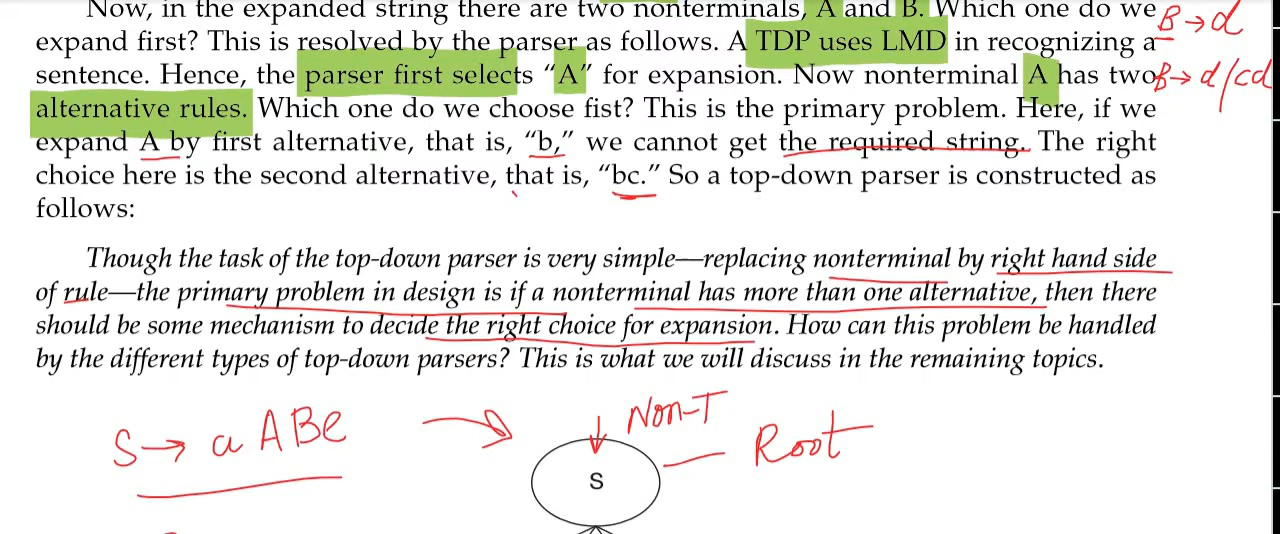 Now, in the expanded string there are two nonterminals, A and B. Which one do we
B → d
expand first? This is resolved by the parser as follows. A TDP uses LMD in recognizing a
sentence. Hence, the parser first selects “A” for expansion. Now nonterminal A has two
B → d/cd
alternative rules. Which one do we choose fist? This is the primary problem. Here, if we
expand A by first alternative, that is, “b,” we cannot get the required string. The right
choice here is the second alternative, that is, “bc.” So a top-down parser is constructed as
follows:
Though the task of the top-down parser is very simple—replacing nonterminal by right hand side
of rule—the primary problem in design is if a nonterminal has more than one alternative, then there
should be some mechanism to decide the right choice for expansion. How can this problem be handled
by the different types of top-down parsers? This is what we will discuss in the remaining topics.
S → a A B e
Non-T
Root
S